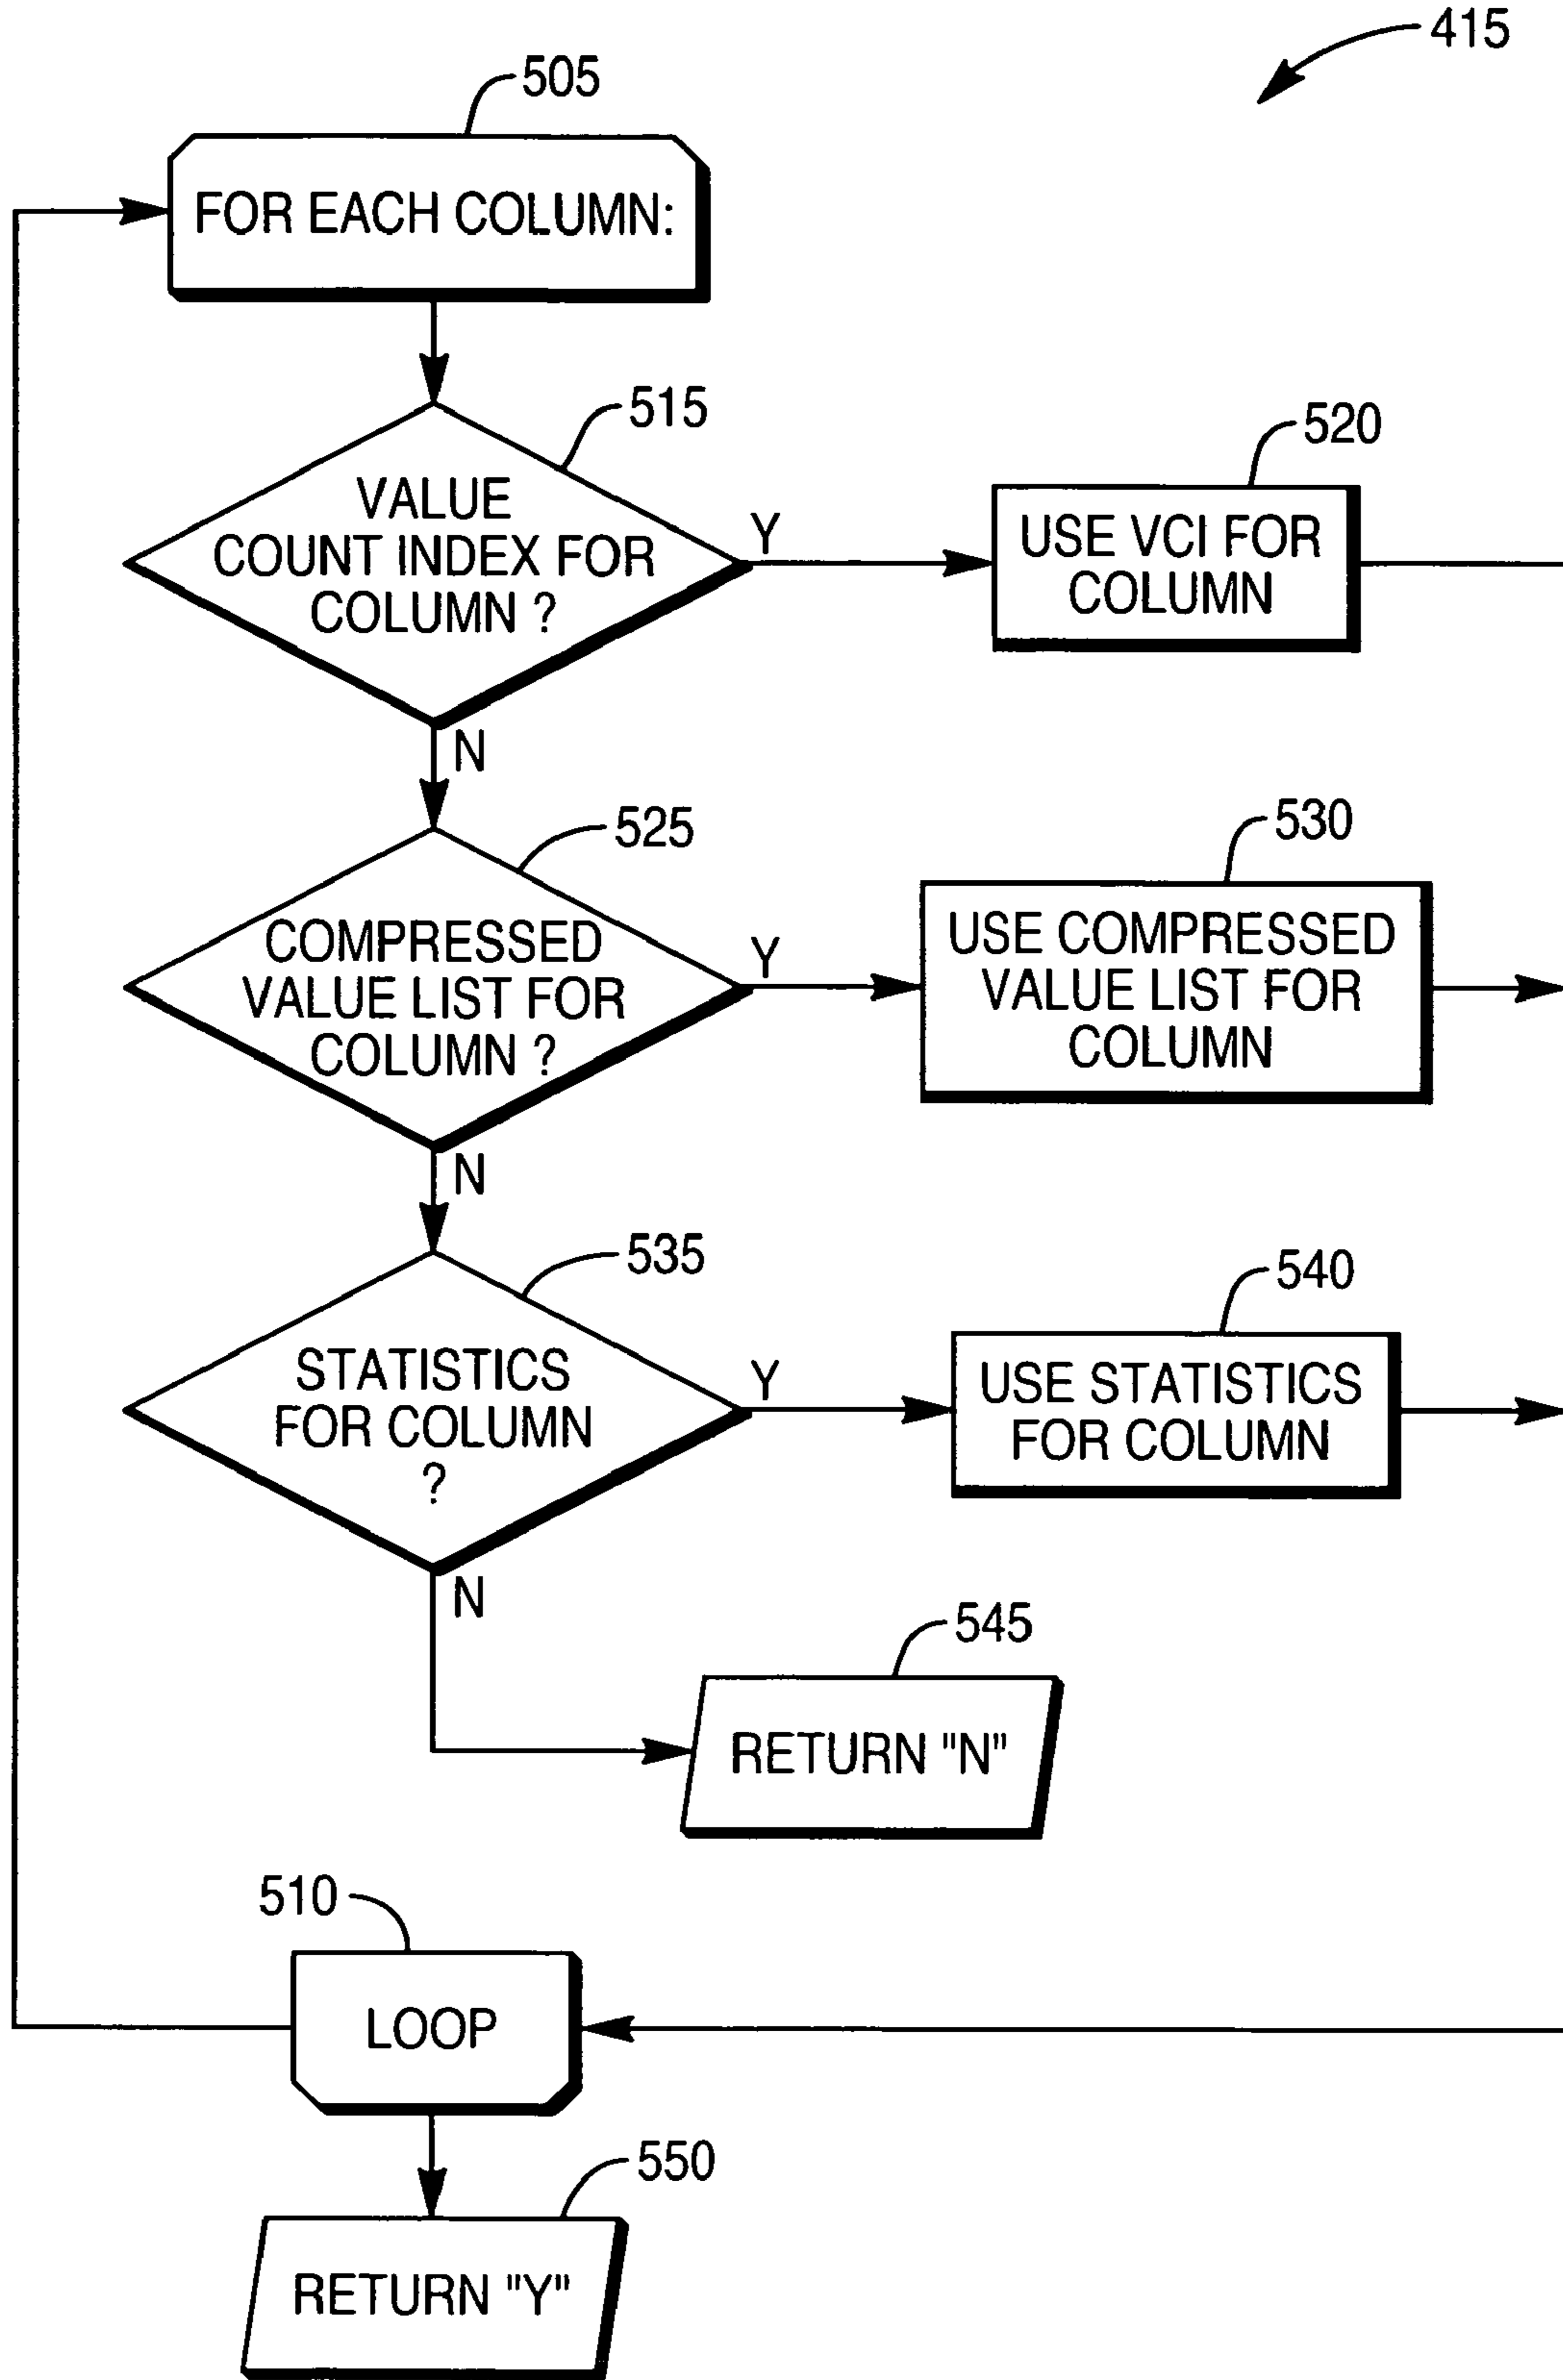 415
505
FOR EACH COLUMN:
515
VALUE
COUNT INDEX FOR
COLUMN ?
Y
520
USE VCI FOR
COLUMN
N
525
COMPRESSED
VALUE LIST FOR
COLUMN ?
Y
530
USE COMPRESSED
VALUE LIST FOR
COLUMN
N
535
STATISTICS
FOR COLUMN
?
Y
540
USE STATISTICS
FOR COLUMN
N
545
RETURN "N"
510
LOOP
550
RETURN "Y"